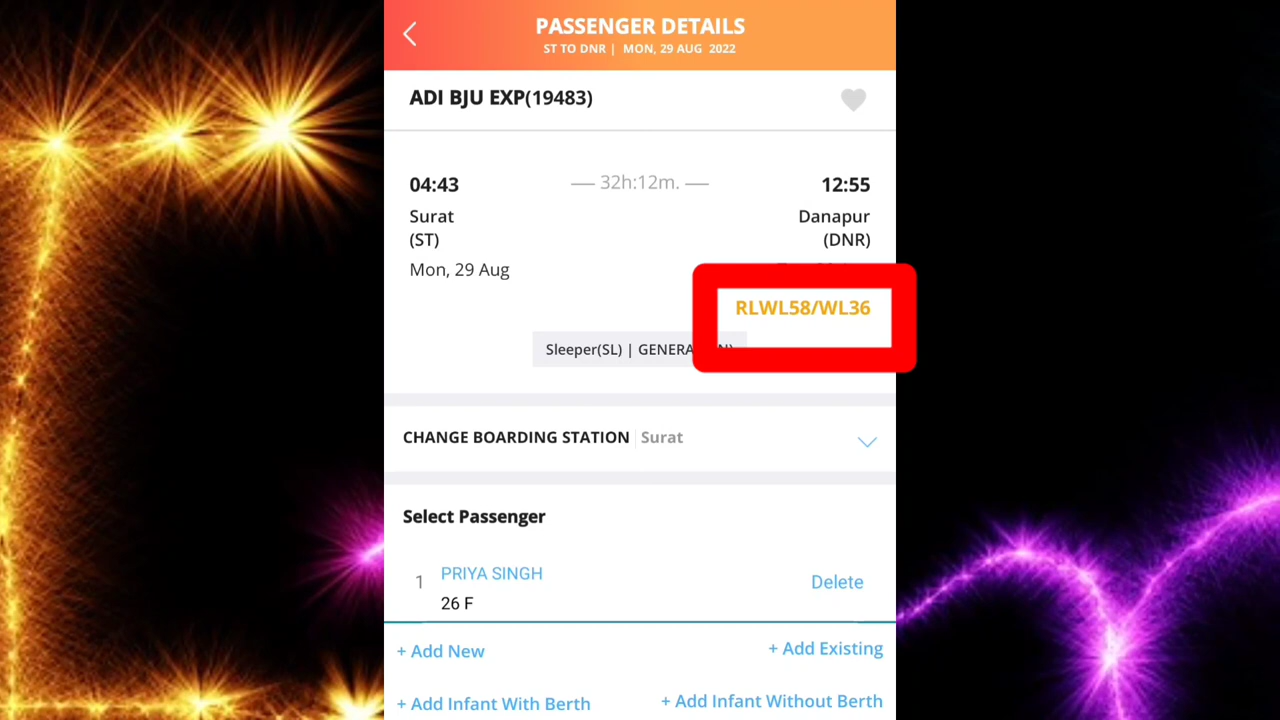 PASSENGER DETAILS
ST TO DNR | MON, 29 AUG 2022
ADI BJU EXP(19483)
04:43
— 32h:12m. —
12:55
Surat
(ST)
Danapur
(DNR)
Mon, 29 Aug
RLWL58/WL36
Sleeper(SL) | GENERA
CHANGE BOARDING STATION | Surat
Select Passenger
1 PRIYA SINGH
Delete
26 F
+ Add New
+ Add Existing
+ Add Infant With Berth
+ Add Infant Without Berth